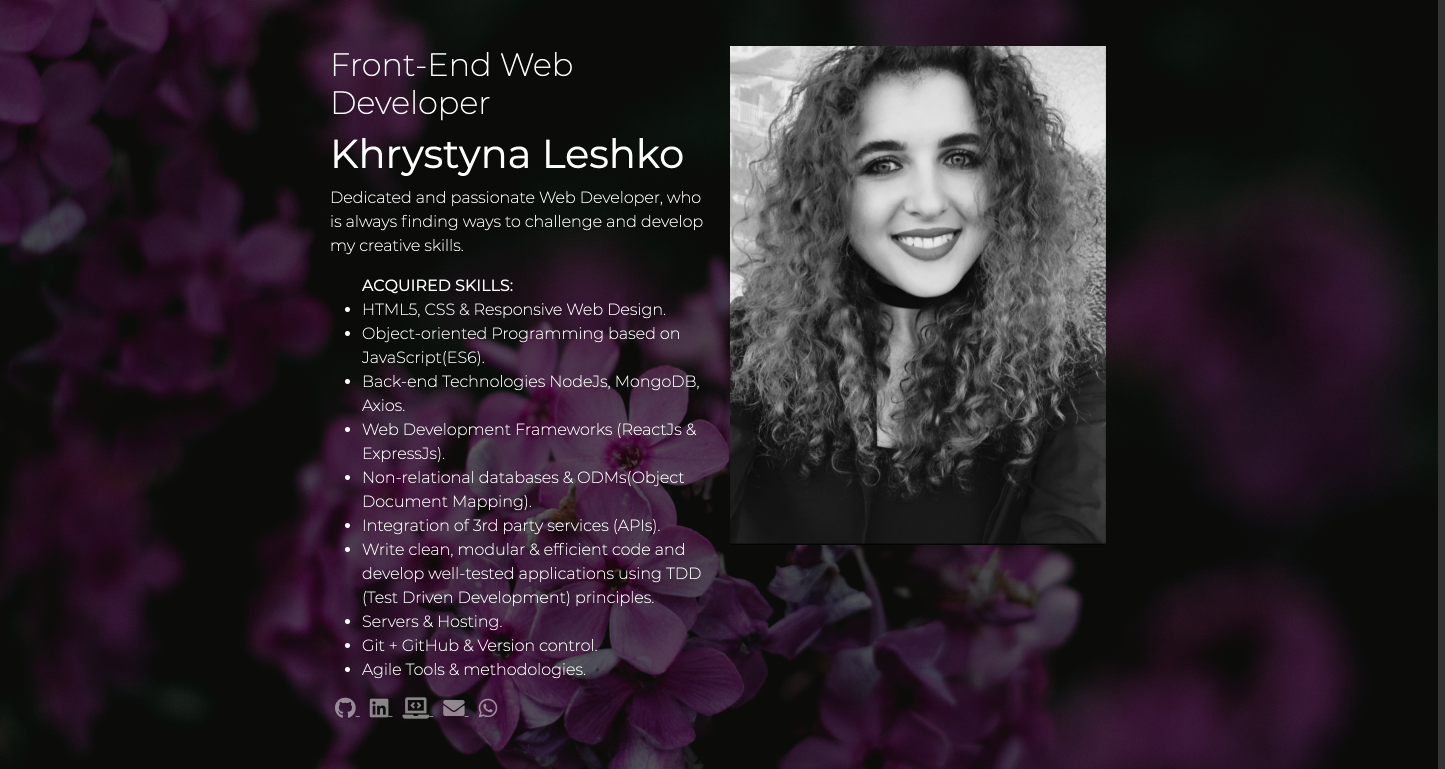 Front-End Web
Developer
Khrystyna Leshko
Dedicated and passionate Web Developer, who
is always finding ways to challenge and develop
my creative skills.
ACQUIRED SKILLS:
• HTML5, CSS & Responsive Web Design.
• Object-oriented Programming based on
JavaScript(ES6).
• Back-end Technologies NodeJs, MongoDB,
Axios.
• Web Development Frameworks (ReactJs &
ExpressJs).
• Non-relational databases & ODMs(Object
Document Mapping).
• Integration of 3rd party services (APIs).
• Write clean, modular & efficient code and
develop well-tested applications using TDD
(Test Driven Development) principles.
• Servers & Hosting.
• Git + GitHub & Version control.
• Agile Tools & methodologies.